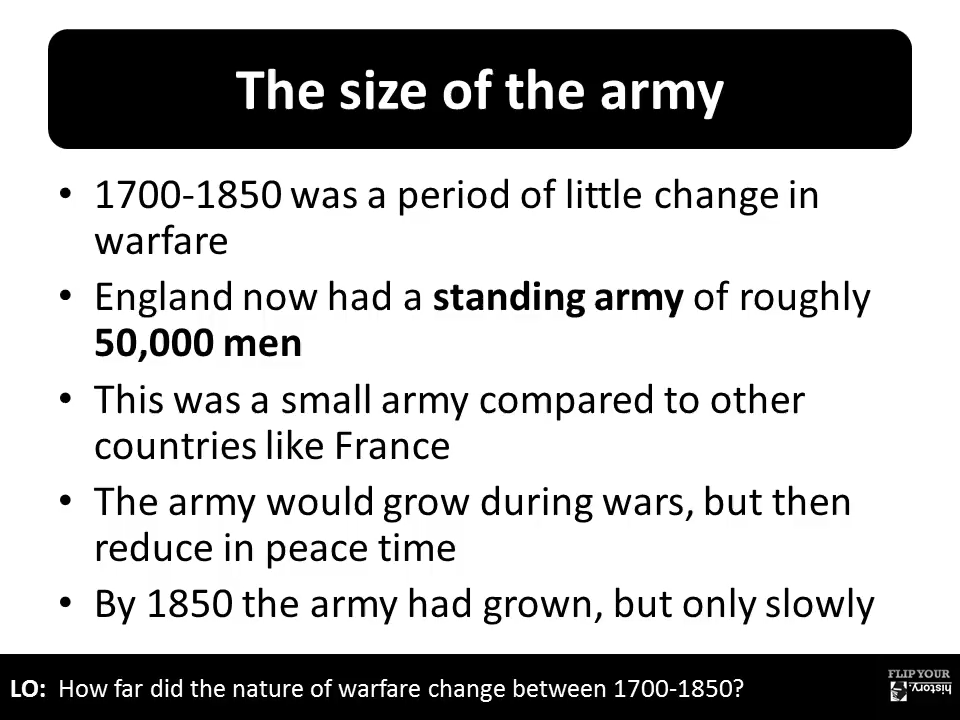 The size of the army
• 1700-1850 was a period of little change in
warfare
• England now had a standing army of roughly
50,000 men
• This was a small army compared to other
countries like France
• The army would grow during wars, but then
reduce in peace time
• By 1850 the army had grown, but only slowly
LO: How far did the nature of warfare change between 1700-1850?
FLIP YOUR
history.